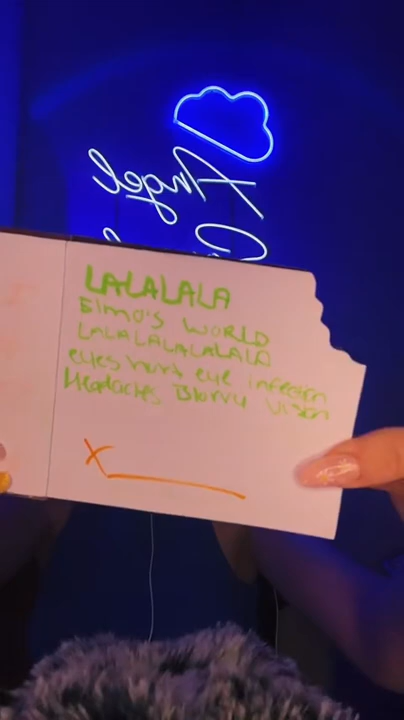 Angel
LALALALA
Elmo's WORLD
LALALALALALALA
eyes hurt eye infection
Headaches Blurry Vision
X